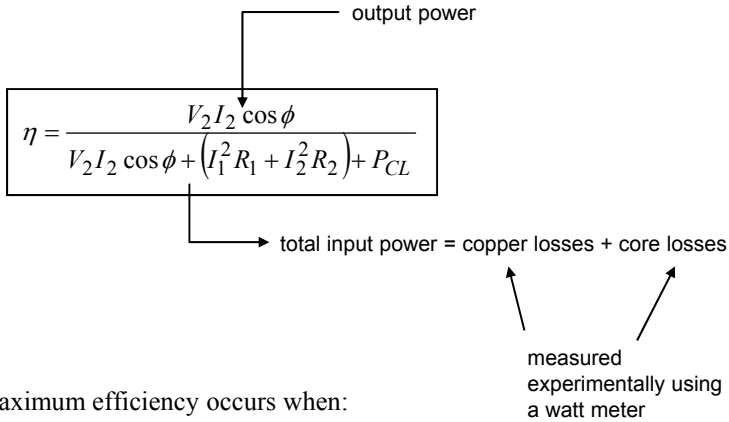 output power
η = V₂I₂ cos ϕ / V₂I₂ cos ϕ + (I₁²R₁ + I₂²R₂) + P_CL
total input power = copper losses + core losses
measured
experimentally using
a watt meter
aximum efficiency occurs when: